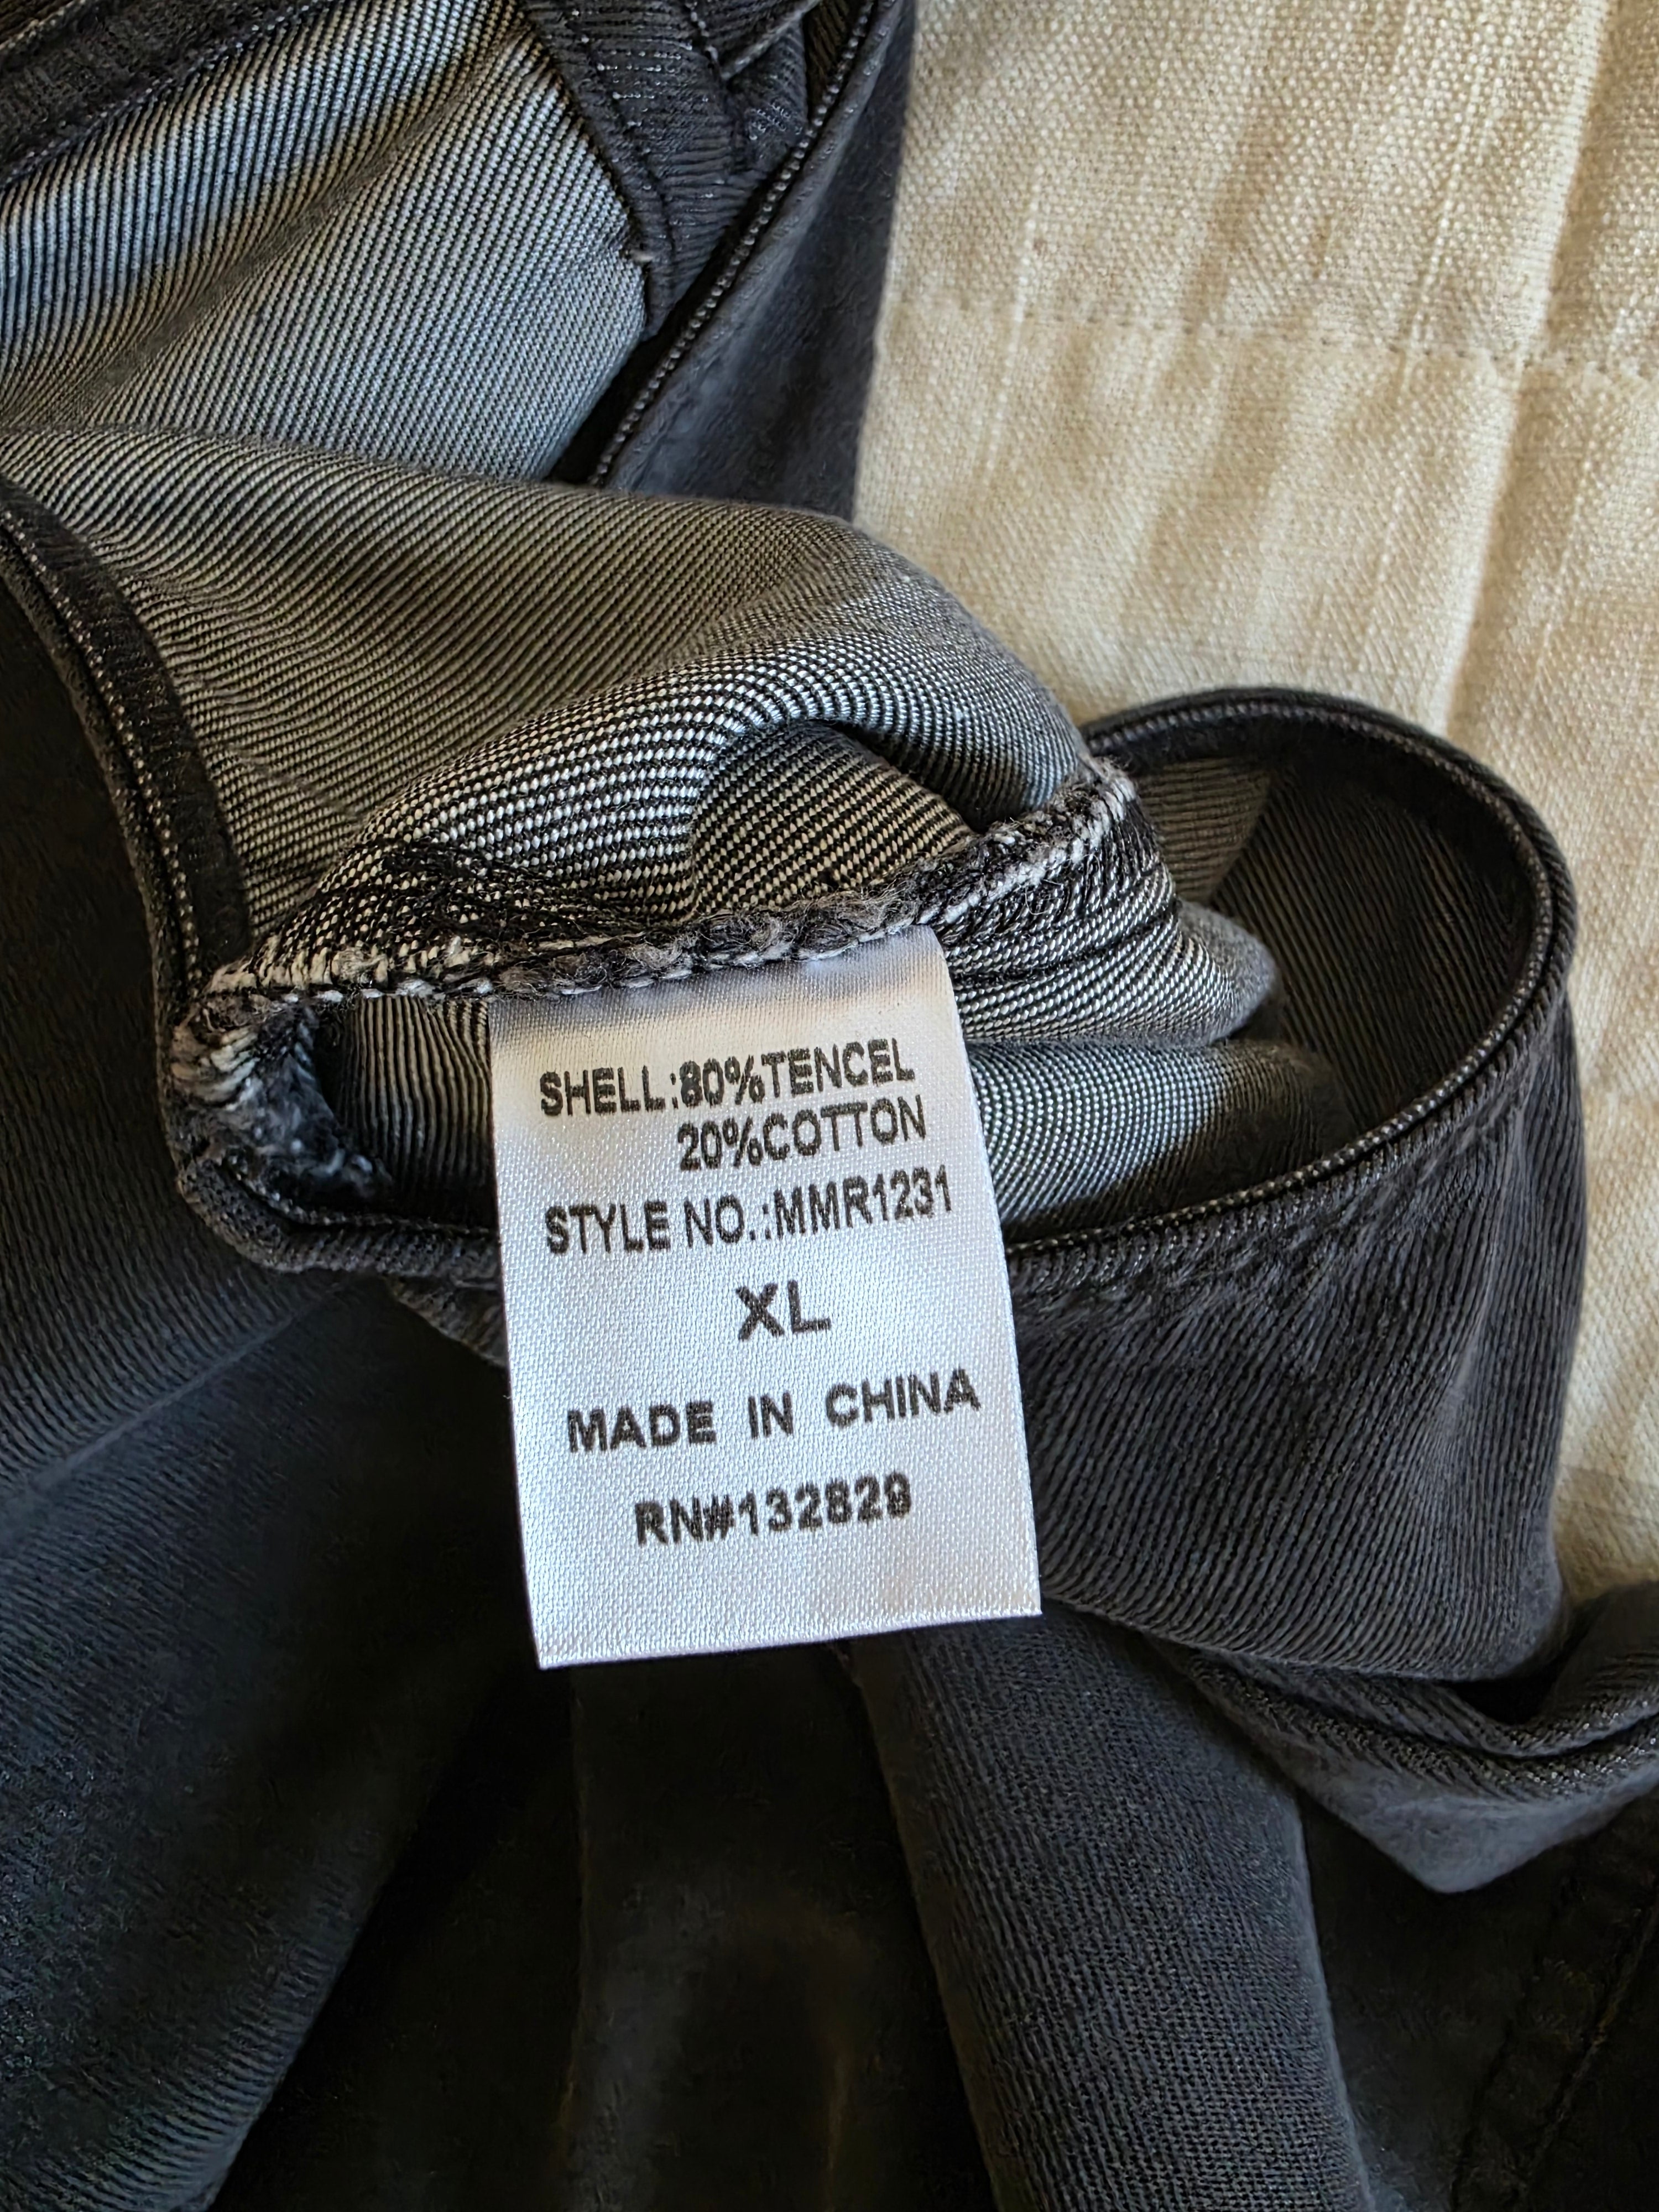 SHELL:80%TENCEL
20%COTTON
STYLE NO.:MMR1231
XL
MADE IN CHINA
RN#132829